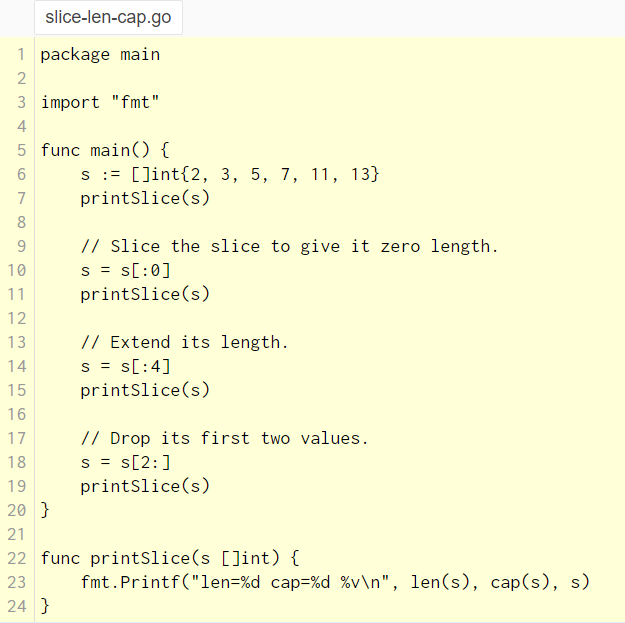 slice-len-cap.go
1 package main
2
3 import "fmt"
4
5 func main() {
6     s := []int{2, 3, 5, 7, 11, 13}
7     printSlice(s)
8
9     // Slice the slice to give it zero length.
10     s = s[:0]
11     printSlice(s)
12
13     // Extend its length.
14     s = s[:4]
15     printSlice(s)
16
17     // Drop its first two values.
18     s = s[2:]
19     printSlice(s)
20 }
21
22 func printSlice(s []int) {
23     fmt.Printf("len=%d cap=%d %v\n", len(s), cap(s), s)
24 }